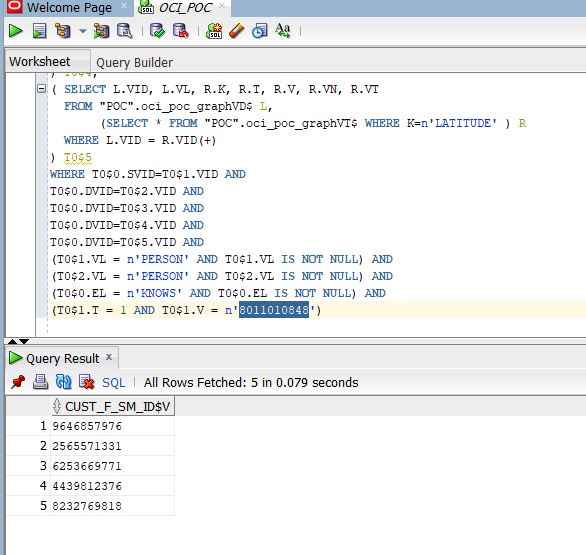 Welcome Page × OCI_POC ×
Worksheet Query Builder
) T0$4,
( SELECT L.VID, L.VL, R.K, R.T, R.V, R.VN, R.VT
FROM "POC".oci_poc_graphVD$ L,
(SELECT * FROM "POC".oci_poc_graphVT$ WHERE K=n'LATITUDE' ) R
WHERE L.VID = R.VID(+)
) T0$5
WHERE T0$0.SVID=T0$1.VID AND
T0$0.DVID=T0$2.VID AND
T0$0.DVID=T0$3.VID AND
T0$0.DVID=T0$4.VID AND
T0$0.DVID=T0$5.VID AND
(T0$1.VL = n'PERSON' AND T0$1.VL IS NOT NULL) AND
(T0$2.VL = n'PERSON' AND T0$2.VL IS NOT NULL) AND
(T0$0.EL = n'KNOWS' AND T0$0.EL IS NOT NULL) AND
(T0$1.T = 1 AND T0$1.V = n'8011010848')
Query Result ×
SQL | All Rows Fetched: 5 in 0.079 seconds
CUST_F_SM_ID$V
1 9646857976
2 2565571331
3 6253669771
4 4439812376
5 8232769818